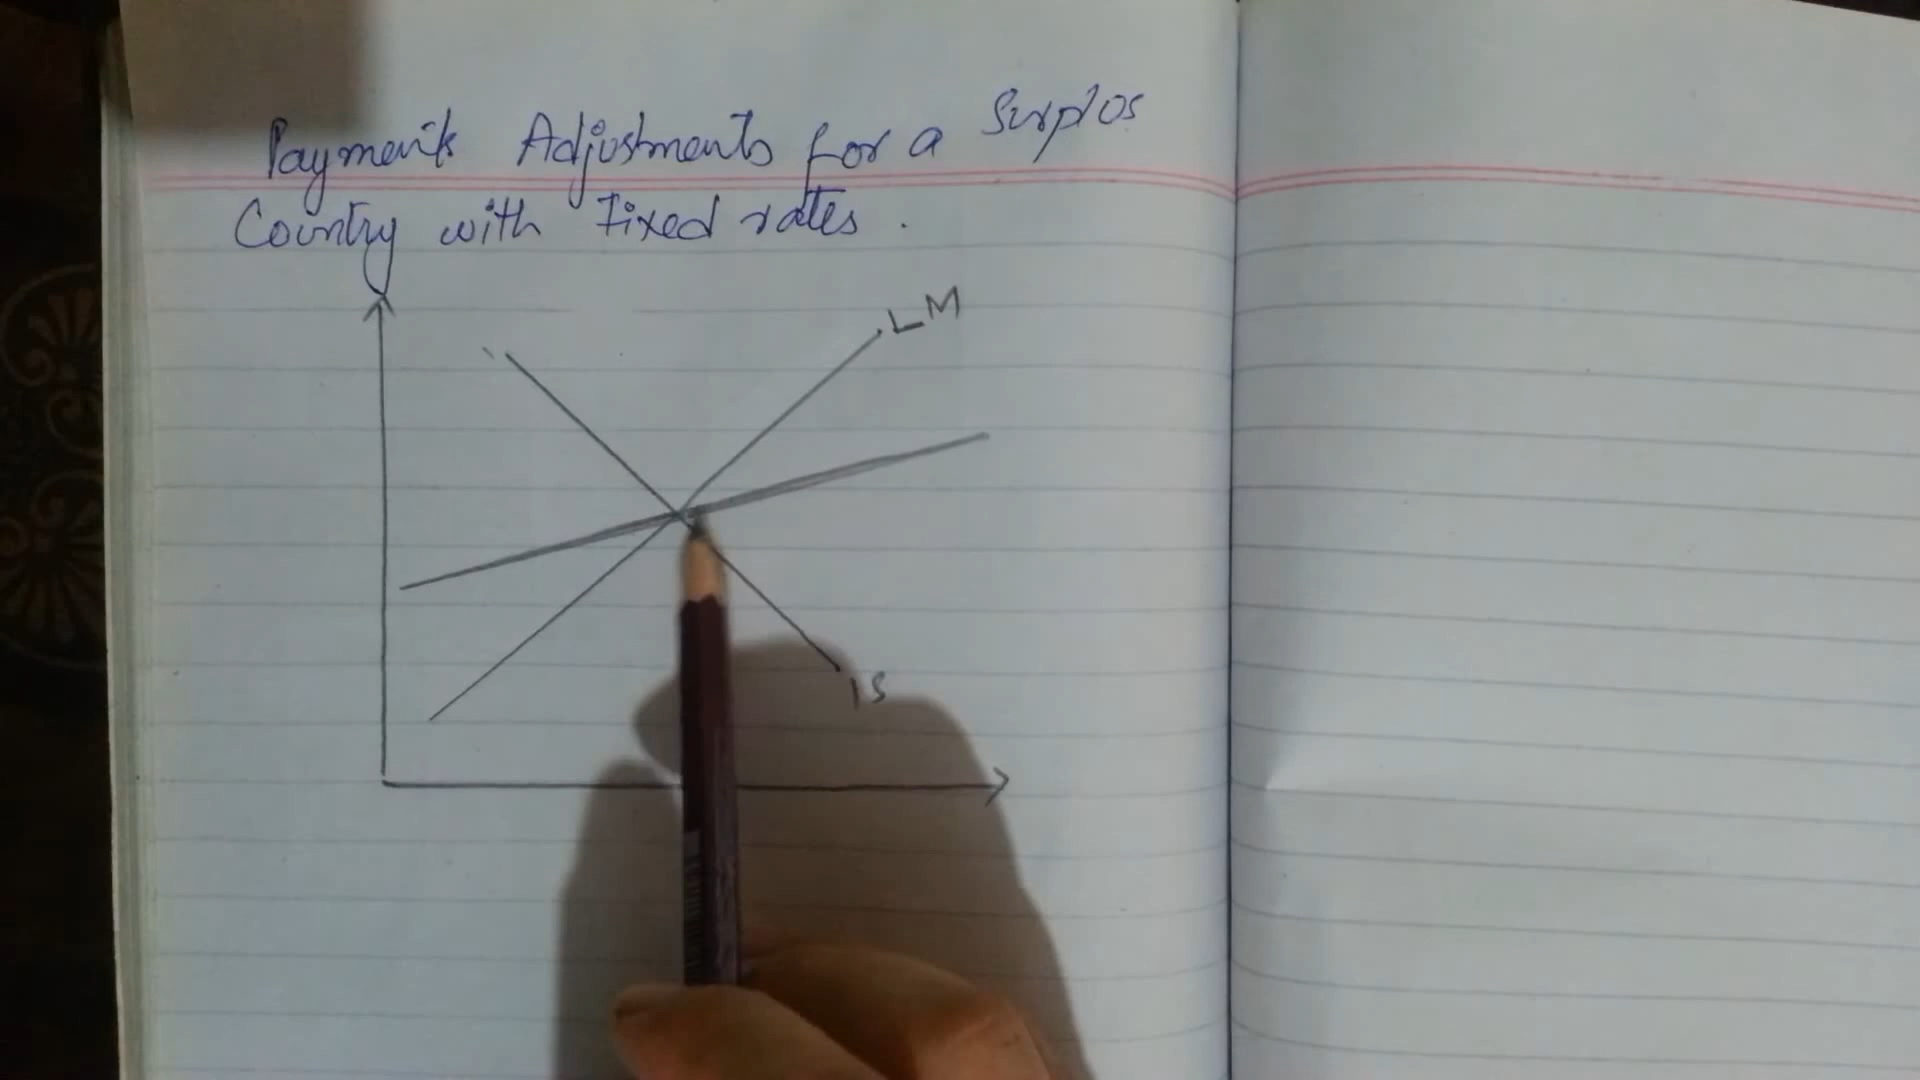 Payments Adjustments for a Surplus
Country with Fixed rates.
LM
IS